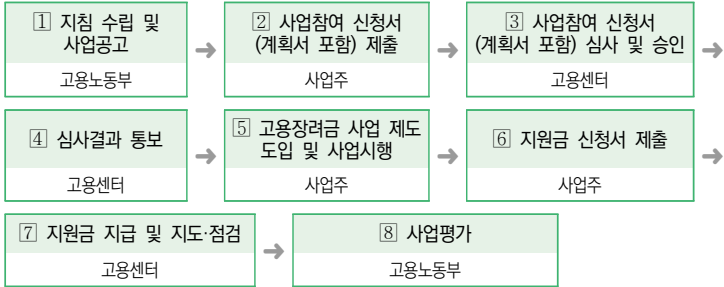 1 지침 수립 및
사업공고
고용노동부
2 사업참여 신청서
(계획서 포함) 제출
사업주
3 사업참여 신청서
(계획서 포함) 심사 및 승인
고용센터
4 심사결과 통보
고용센터
5 고용장려금 사업 제도
도입 및 사업시행
사업주
6 지원금 신청서 제출
사업주
7 지원금 지급 및 지도·점검
고용센터
8 사업평가
고용노동부